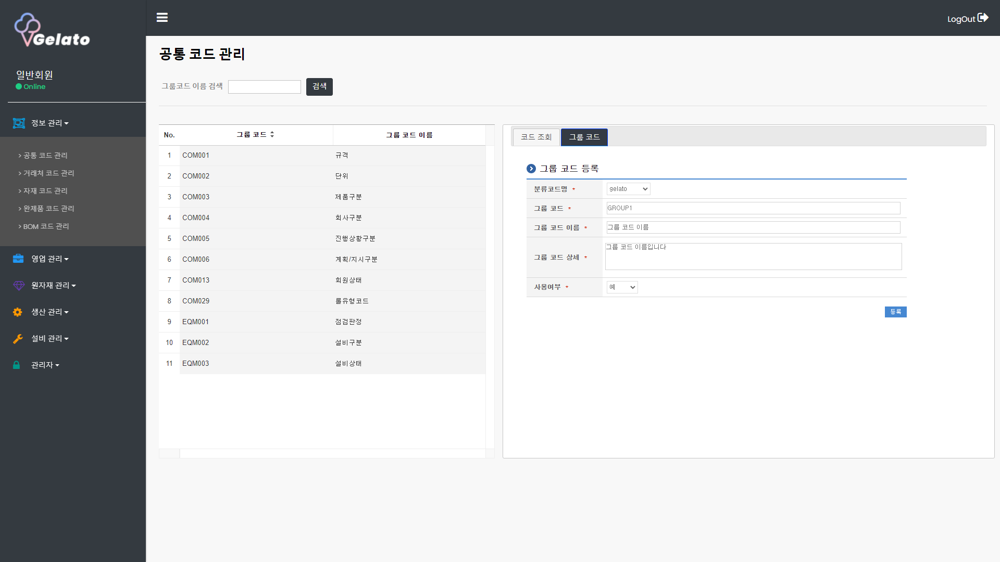 Gelato
LogOut
일반회원
Online
정보 관리
공통 코드 관리
거래처 코드 관리
자재 코드 관리
완제품 코드 관리
BOM 코드 관리
영업 관리
원자재 관리
생산 관리
설비 관리
관리자
공통 코드 관리
그룹코드 이름 검색 검색
No. 그룹 코드 그룹 코드 이름
1 COM001 규격
2 COM002 단위
3 COM003 제품구분
4 COM004 회사구분
5 COM005 진행상황구분
6 COM006 계획/지시구분
7 COM013 회원상태
8 COM029 롤유형코드
9 EQM001 점검판정
10 EQM002 설비구분
11 EQM003 설비상태
코드 조회 그룹 코드
그룹 코드 등록
분류코드명 * gelato
그룹 코드 * GROUP1
그룹 코드 이름 * 그룹 코드 이름
그룹 코드 상세 * 그룹 코드 이름입니다
사용여부 * 예
등록